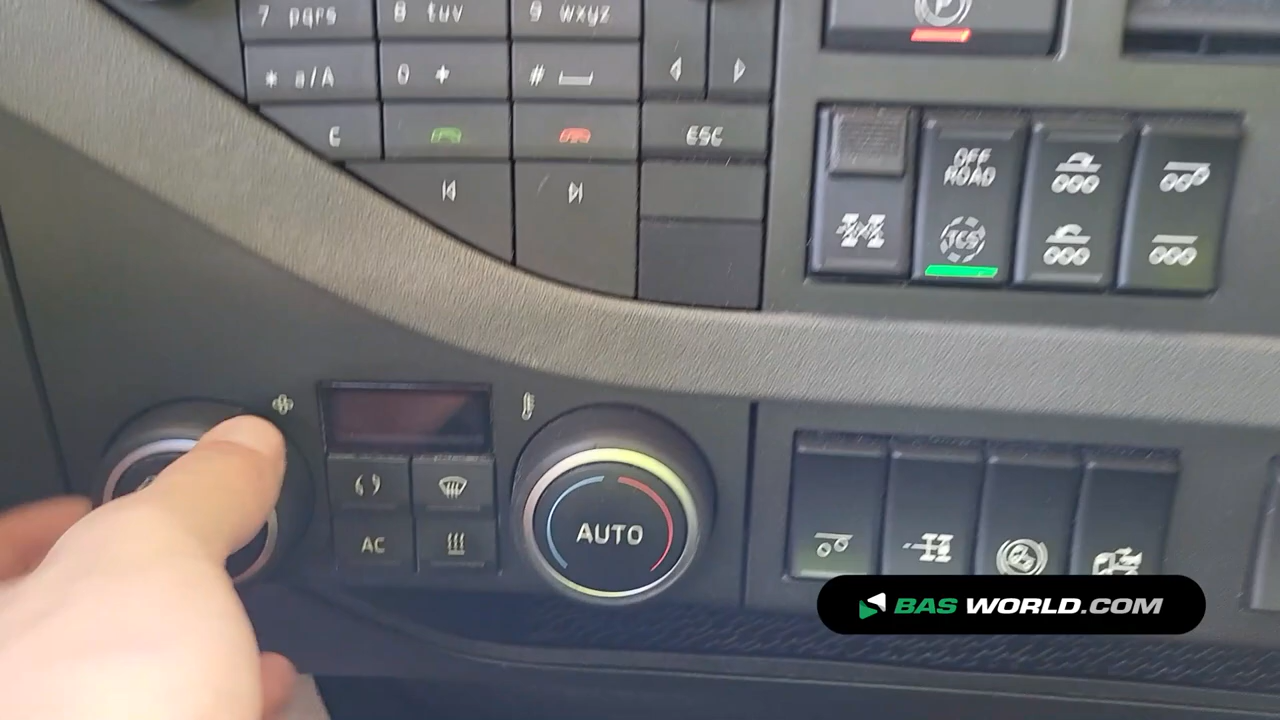 7 pqrs
8 tuv
9 wxyz
* a/A
0 +
#
C
ESC
P
OFF
ROAD
TCS
AC
AUTO
BAS WORLD.COM